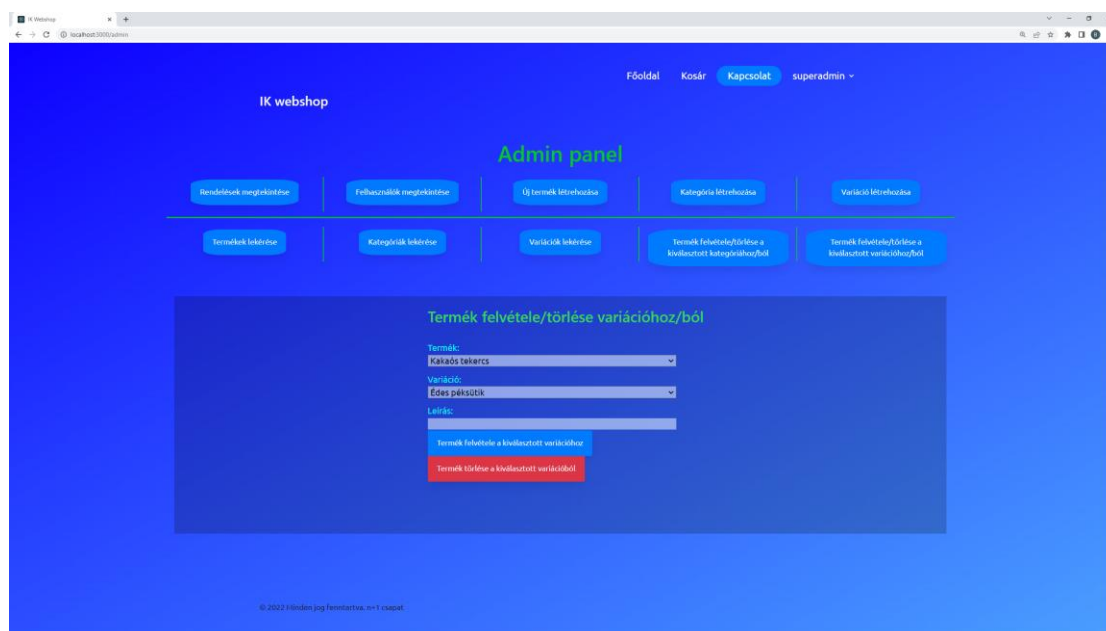 IK Webshop
localhost:3000/admin
Főoldal Kosár Kapcsolat superadmin
IK webshop
Admin panel
Rendelések megtekintése Felhasználók megtekintése Új termék létrehozása Kategória létrehozása Variáció létrehozása
Termékek lekérése Kategóriák lekérése Variációk lekérése Termék felvétele/törlése a Termék felvétele/törlése a
kiválasztott kategóriához/ból kiválasztott variációhoz/ból
Termék felvétele/törlése variációhoz/ból
Termék:
Kakaós tekercs
Variáció:
Édes péksütik
Leírás:
Termék felvétele a kiválasztott variációhoz
Termék törlése a kiválasztott variációból
© 2022 Minden jog fenntartva. n+1 csapat